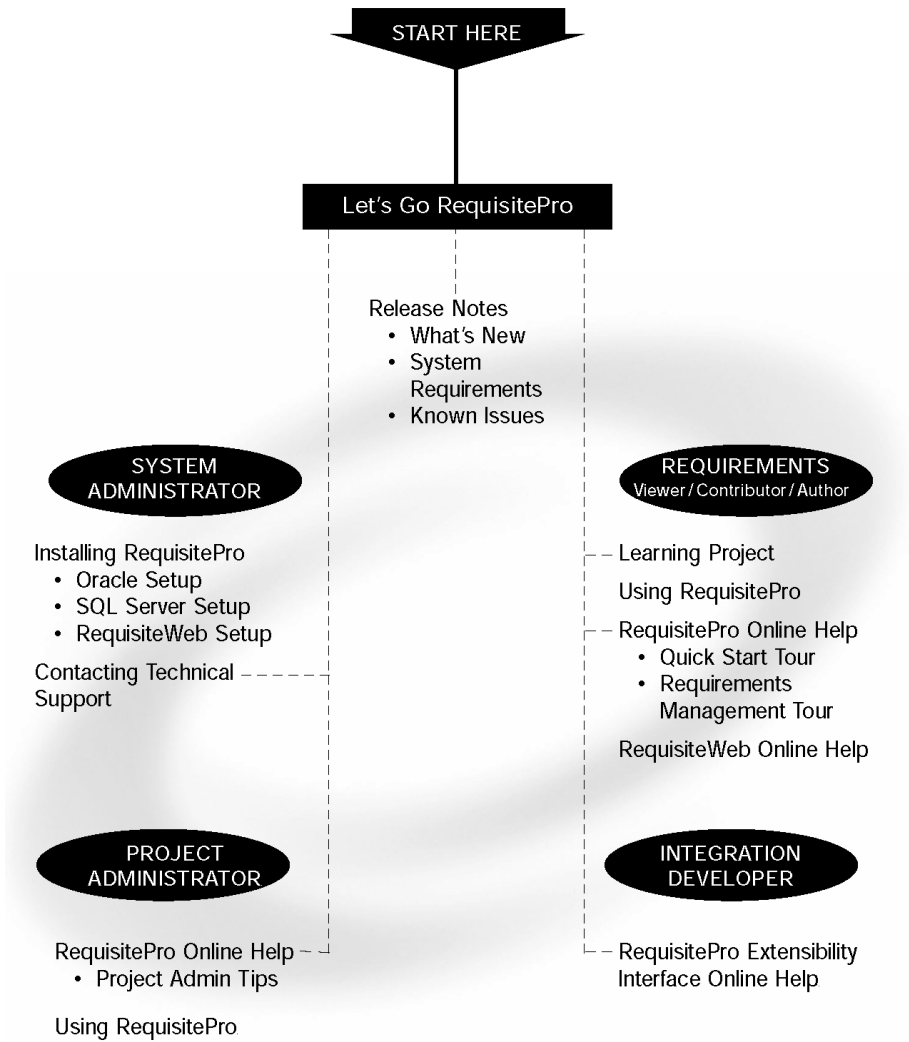 START HERE
Let's Go RequisitePro
Release Notes
• What's New
• System
Requirements
• Known Issues
SYSTEM
ADMINISTRATOR
Installing RequisitePro
• Oracle Setup
• SQL Server Setup
• RequisiteWeb Setup
Contacting Technical
Support
REQUIREMENTS
Viewer/Contributor/Author
Learning Project
Using RequisitePro
RequisitePro Online Help
• Quick Start Tour
• Requirements
Management Tour
RequisiteWeb Online Help
PROJECT
ADMINISTRATOR
RequisitePro Online Help
• Project Admin Tips
Using RequisitePro
INTEGRATION
DEVELOPER
RequisitePro Extensibility
Interface Online Help